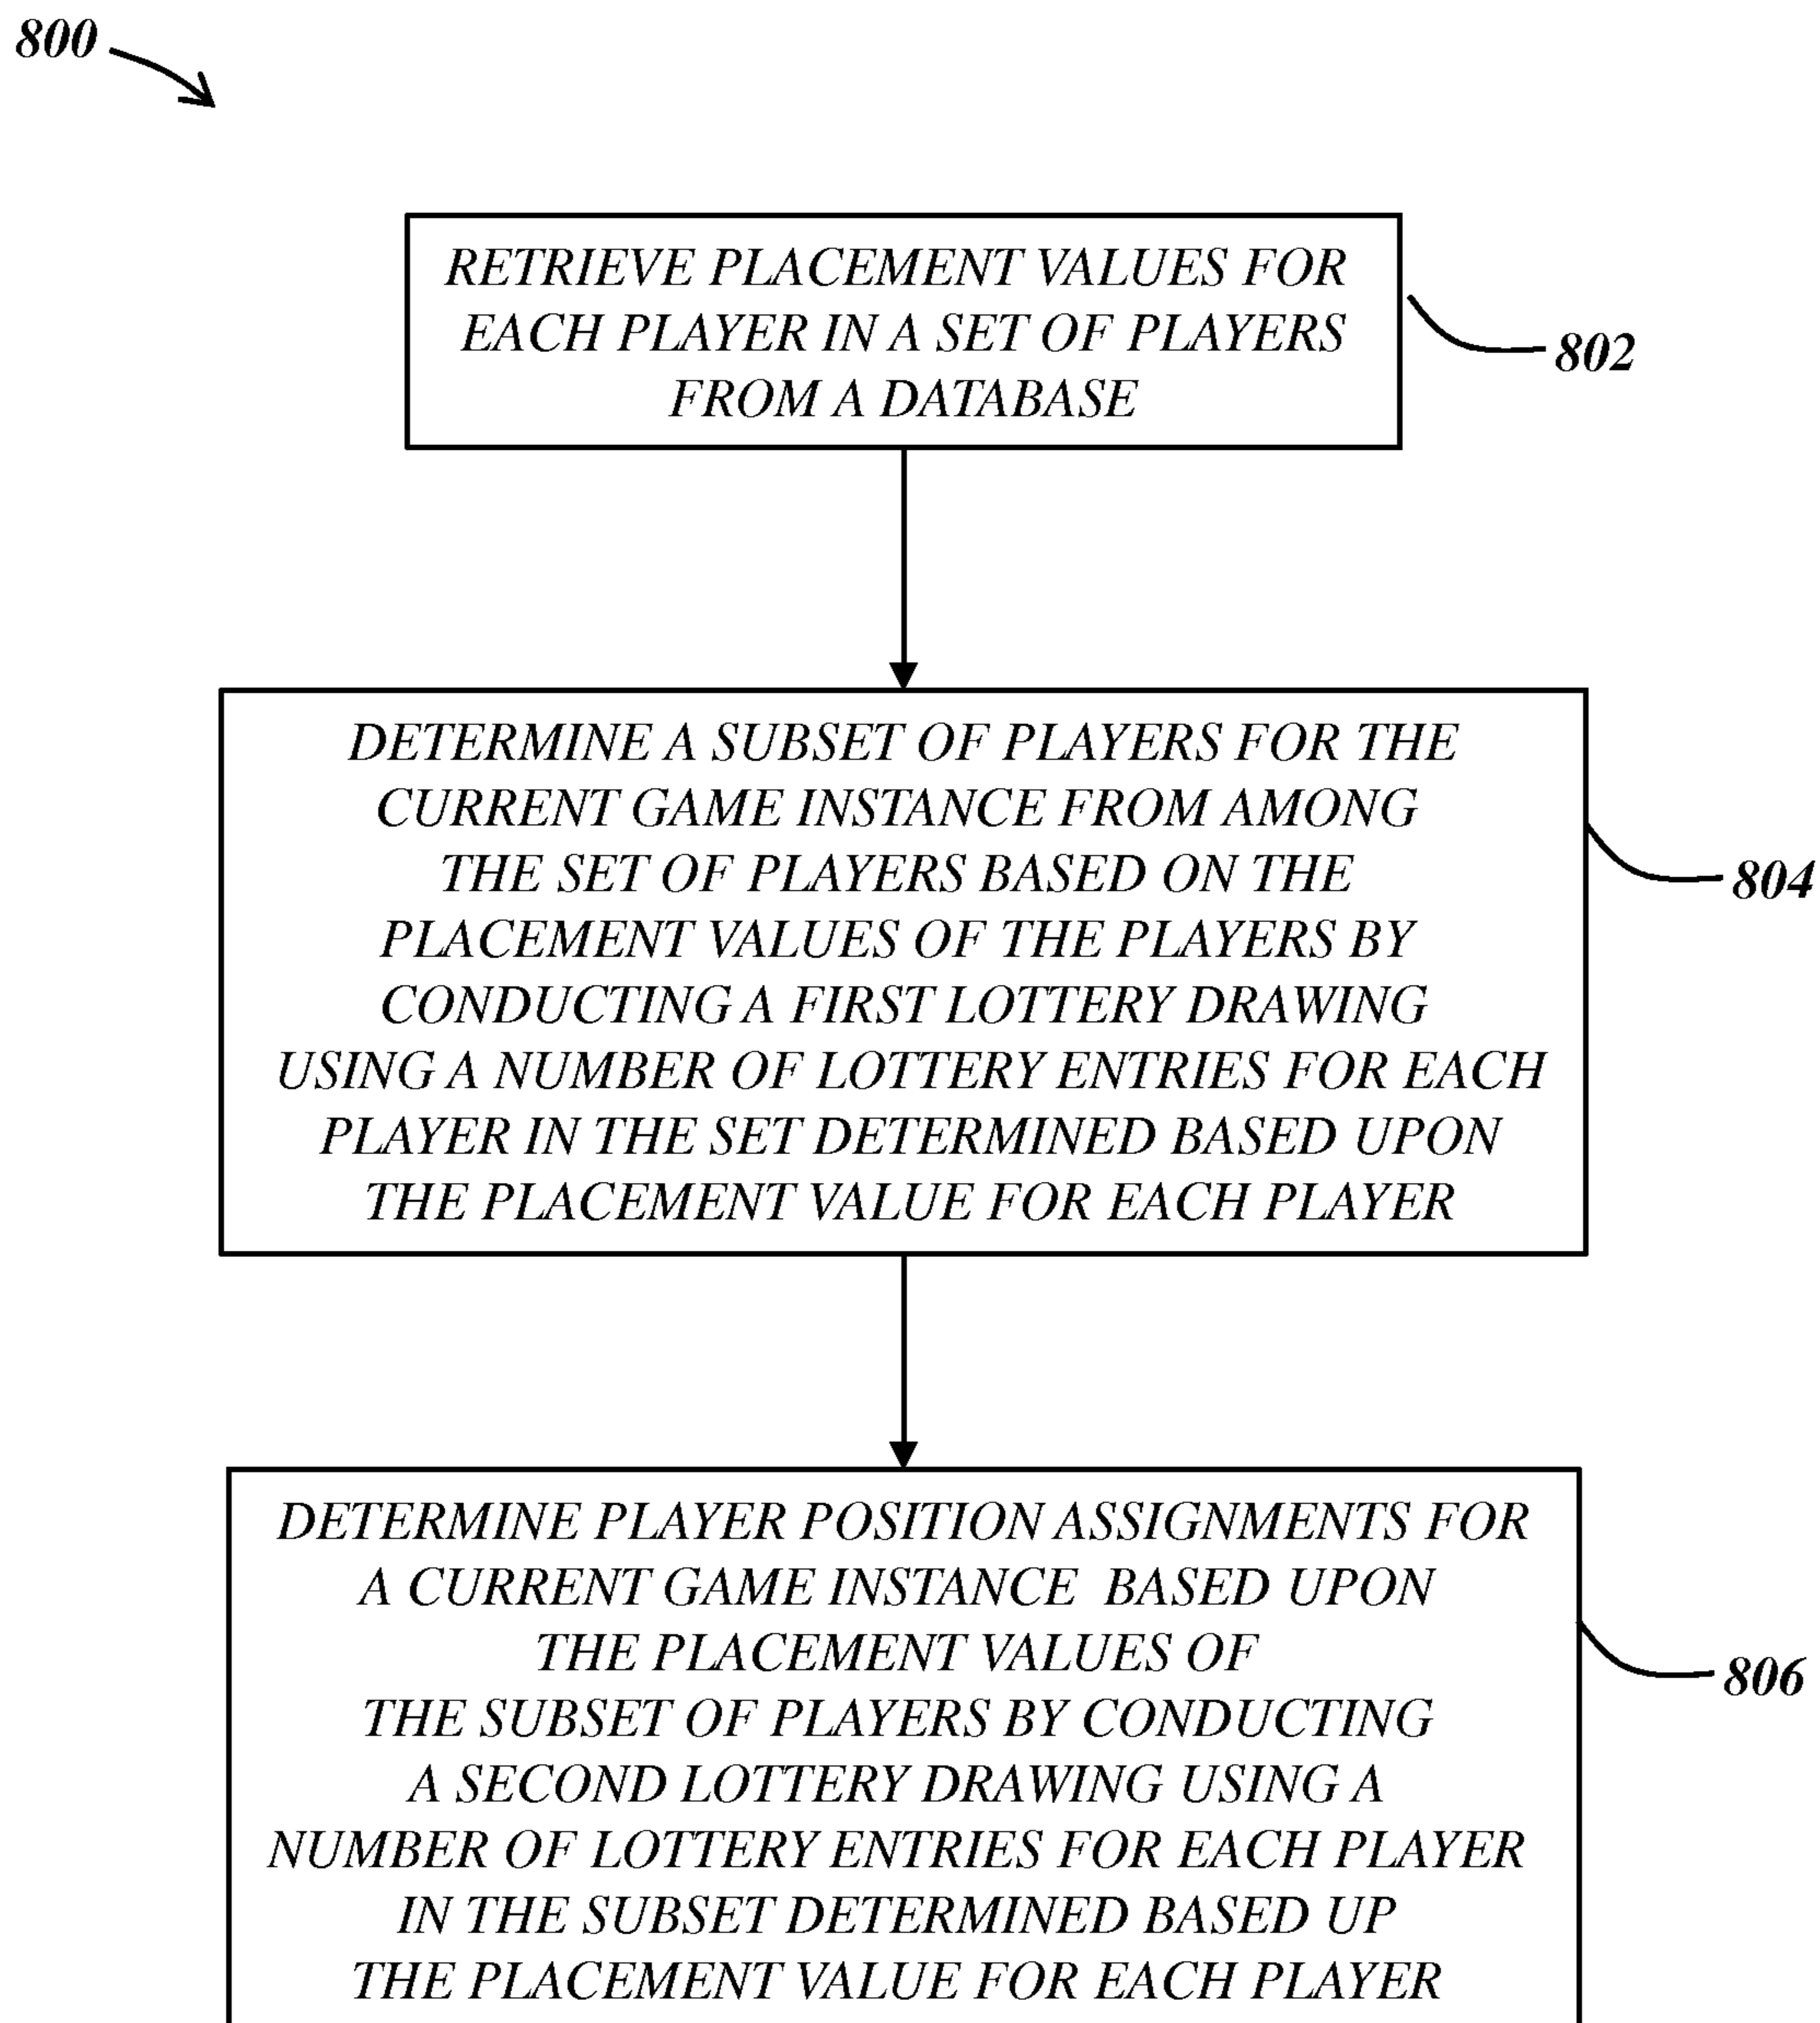 800
RETRIEVE PLACEMENT VALUES FOR
EACH PLAYER IN A SET OF PLAYERS
FROM A DATABASE
802
DETERMINE A SUBSET OF PLAYERS FOR THE
CURRENT GAME INSTANCE FROM AMONG
THE SET OF PLAYERS BASED ON THE
PLACEMENT VALUES OF THE PLAYERS BY
CONDUCTING A FIRST LOTTERY DRAWING
USING A NUMBER OF LOTTERY ENTRIES FOR EACH
PLAYER IN THE SET DETERMINED BASED UPON
THE PLACEMENT VALUE FOR EACH PLAYER
804
DETERMINE PLAYER POSITION ASSIGNMENTS FOR
A CURRENT GAME INSTANCE BASED UPON
THE PLACEMENT VALUES OF
THE SUBSET OF PLAYERS BY CONDUCTING
A SECOND LOTTERY DRAWING USING A
NUMBER OF LOTTERY ENTRIES FOR EACH PLAYER
IN THE SUBSET DETERMINED BASED UP
THE PLACEMENT VALUE FOR EACH PLAYER
806